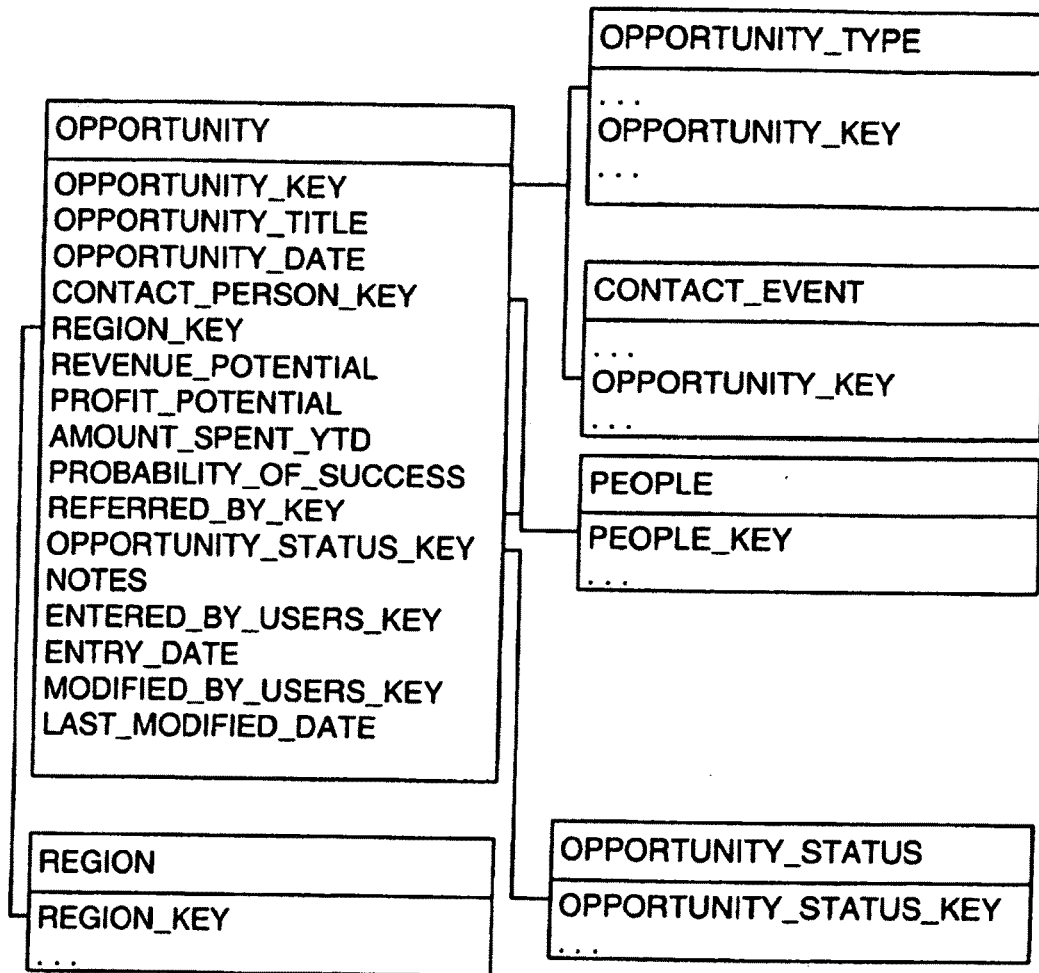 OPPORTUNITY
OPPORTUNITY_KEY
OPPORTUNITY_TITLE
OPPORTUNITY_DATE
CONTACT_PERSON_KEY
REGION_KEY
REVENUE_POTENTIAL
PROFIT_POTENTIAL
AMOUNT_SPENT_YTD
PROBABILITY_OF_SUCCESS
REFERRED_BY_KEY
OPPORTUNITY_STATUS_KEY
NOTES
ENTERED_BY_USERS_KEY
ENTRY_DATE
MODIFIED_BY_USERS_KEY
LAST_MODIFIED_DATE
OPPORTUNITY_TYPE
. . .
OPPORTUNITY_KEY
. . .
CONTACT_EVENT
. . .
OPPORTUNITY_KEY
. . .
PEOPLE
PEOPLE_KEY
. . .
REGION
REGION_KEY
. . .
OPPORTUNITY_STATUS
OPPORTUNITY_STATUS_KEY
. . .